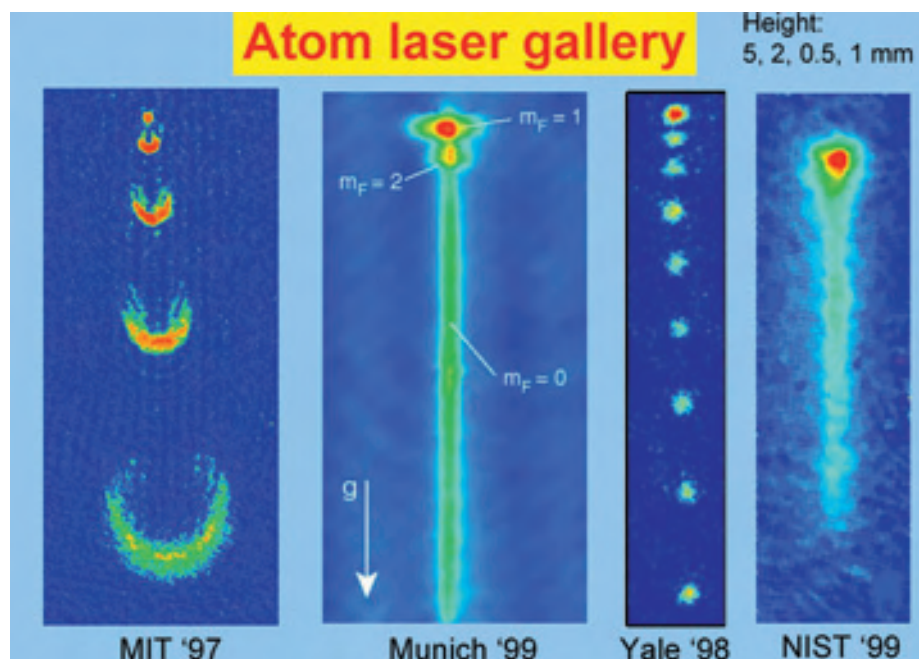 Atom laser gallery
Height:
5, 2, 0.5, 1 mm
m_F = 1
m_F = 2
m_F = 0
g
MIT ‘97
Munich ‘99
Yale ‘98
NIST ‘99